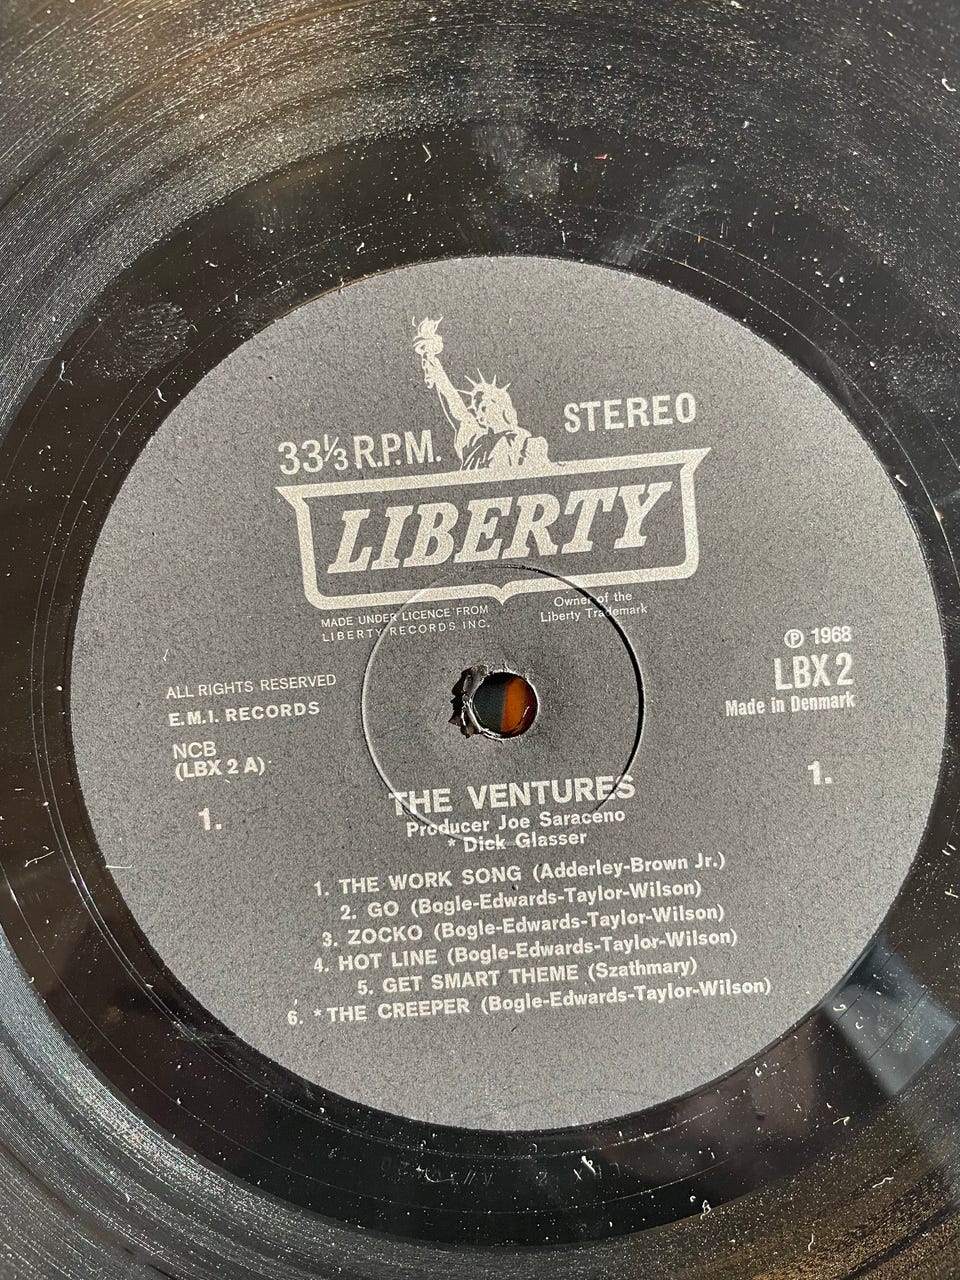 33⅓ R.P.M.
STEREO
LIBERTY
MADE UNDER LICENCE FROM
LIBERTY RECORDS INC.
Owner of the
Liberty Trademark
℗ 1968
LBX 2
Made in Denmark
ALL RIGHTS RESERVED
E.M.I. RECORDS
NCB
(LBX 2 A)
1.
1.
THE VENTURES
Producer Joe Saraceno
* Dick Glasser
1. THE WORK SONG (Adderley-Brown Jr.)
2. GO (Bogle-Edwards-Taylor-Wilson)
3. ZOCKO (Bogle-Edwards-Taylor-Wilson)
4. HOT LINE (Bogle-Edwards-Taylor-Wilson)
5. GET SMART THEME (Szathmary)
6. * THE CREEPER (Bogle-Edwards-Taylor-Wilson)